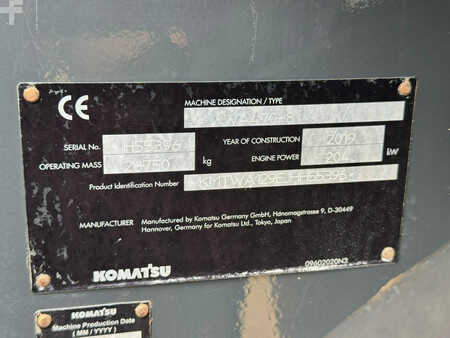 CE
MACHINE DESIGNATION / TYPE
SERIAL No. H55396 YEAR OF CONSTRUCTION 2019
OPERATING MASS kg ENGINE POWER kW
Product Identification Number
MANUFACTURER Manufactured by Komatsu Germany GmbH, Hanomagstrasse 9, D-30449
Hannover, Germany for Komatsu Ltd., Tokyo, Japan
KOMATSU 09602020N3
KOMATSU
Machine Production Date
( MM / YYYY )